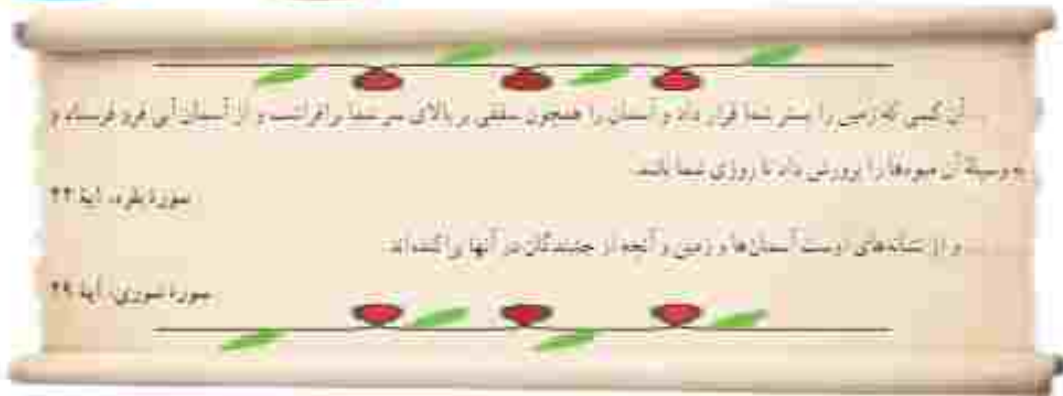 ... آن کسی که زمین را بستر شما قرار داد و آسمان را همچون سقفی بر بالای سر شما برافراشت و از آسمان آبی فرو فرستاد و
به وسیلهٔ آن میوه‌ها را پرورش داد تا روزی شما باشد.
سورهٔ بقره، آیهٔ ۲۲
... و از نشانه‌های اوست آسمان‌ها و زمین و آنچه از جنبندگان در آنها پراکنده‌اند
سورهٔ شوری، آیهٔ ۲۹